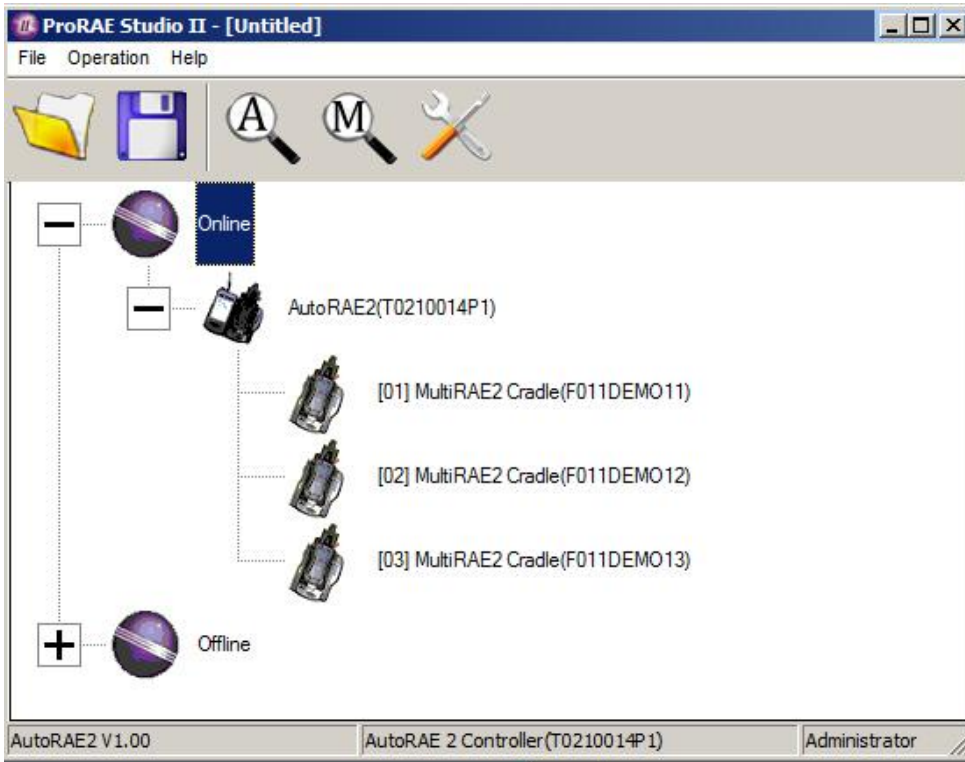 ProRAE Studio II - [Untitled]
File Operation Help
A M
Online
AutoRAE2(T0210014P1)
[01] MultiRAE2 Cradle(F011DEMO11)
[02] MultiRAE2 Cradle(F011DEMO12)
[03] MultiRAE2 Cradle(F011DEMO13)
Offline
AutoRAE2 V1.00 AutoRAE 2 Controller(T0210014P1) Administrator